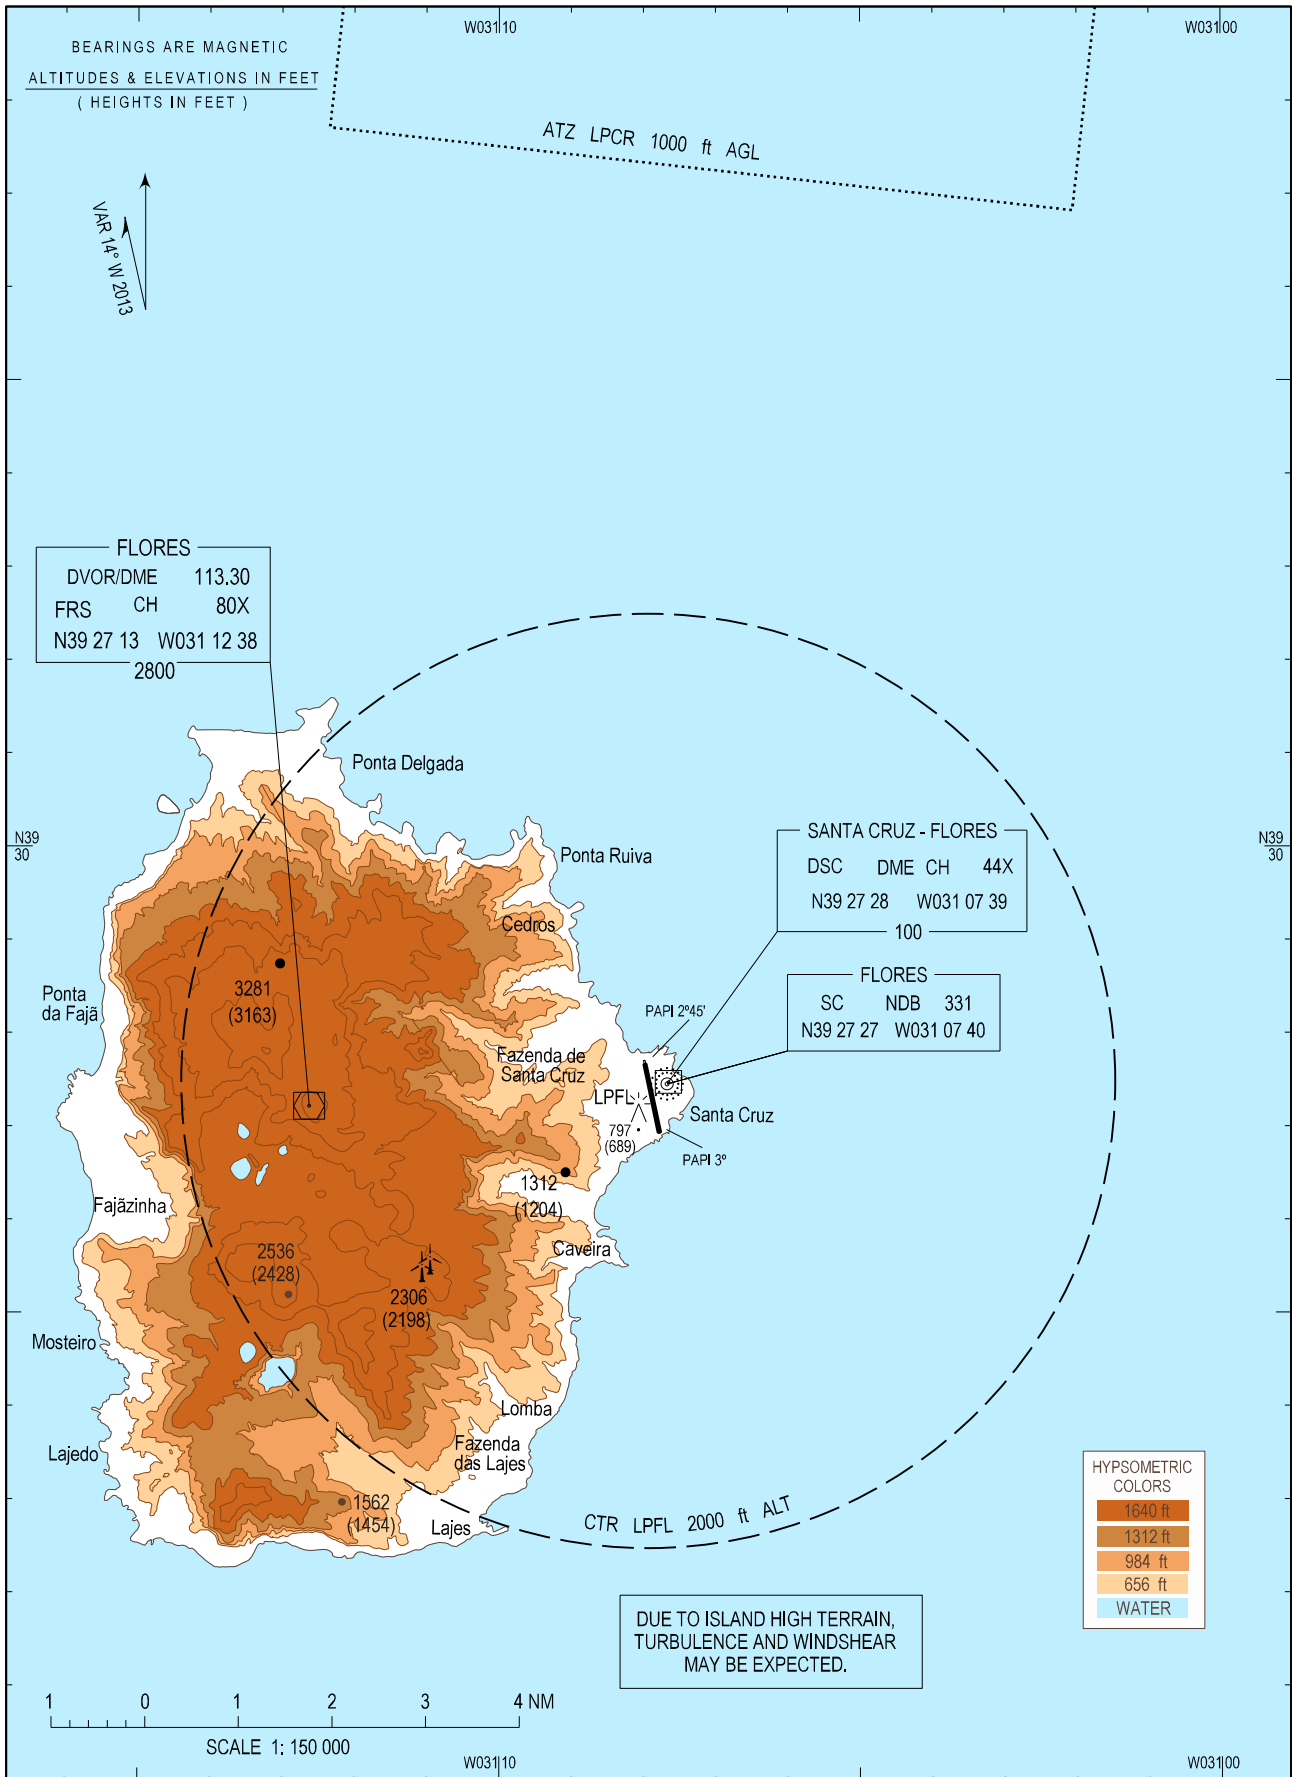 W031 10
W031 00
BEARINGS ARE MAGNETIC
ALTITUDES & ELEVATIONS IN FEET
( HEIGHTS IN FEET )
ATZ LPCR 1000 ft AGL
VAR 14° W 2013
FLORES
DVOR/DME 113.30
FRS CH 80X
N39 27 13 W031 12 38
2800
Ponta Delgada
N39
30
N39
30
Ponta Ruiva
SANTA CRUZ - FLORES
DSC DME CH 44X
N39 27 28 W031 07 39
100
Cedros
FLORES
SC NDB 331
N39 27 27 W031 07 40
3281
(3163)
Ponta
da Fajã
PAPI 2°45'
Fazenda de
Santa Cruz
LPFL
Santa Cruz
797
(689)
PAPI 3°
1312
(1204)
Fajãzinha
Caveira
2536
(2428)
2306
(2198)
Mosteiro
Lomba
Fazenda
das Lajes
Lajedo
1562
(1454)
Lajes
CTR LPFL 2000 ft ALT
HYPSOMETRIC
COLORS
1640 ft
1312 ft
984 ft
656 ft
WATER
DUE TO ISLAND HIGH TERRAIN,
TURBULENCE AND WINDSHEAR
MAY BE EXPECTED.
1 0 1 2 3 4 NM
SCALE 1: 150 000
W031 10
W031 00